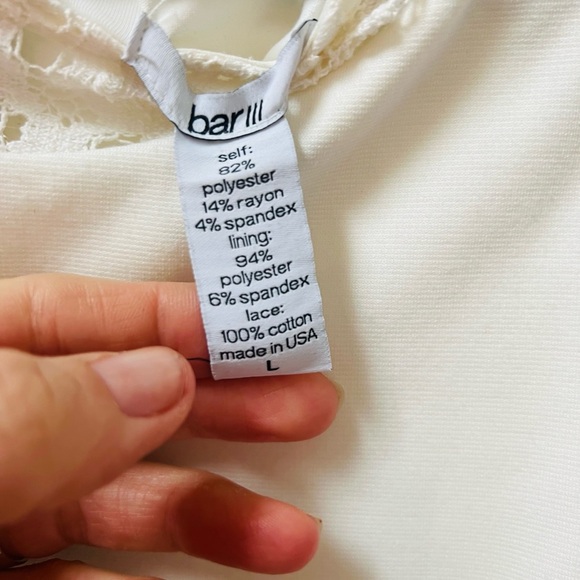 bar III
self:
82%
polyester
14% rayon
4% spandex
lining:
94%
polyester
6% spandex
lace:
100% cotton
made in USA
L